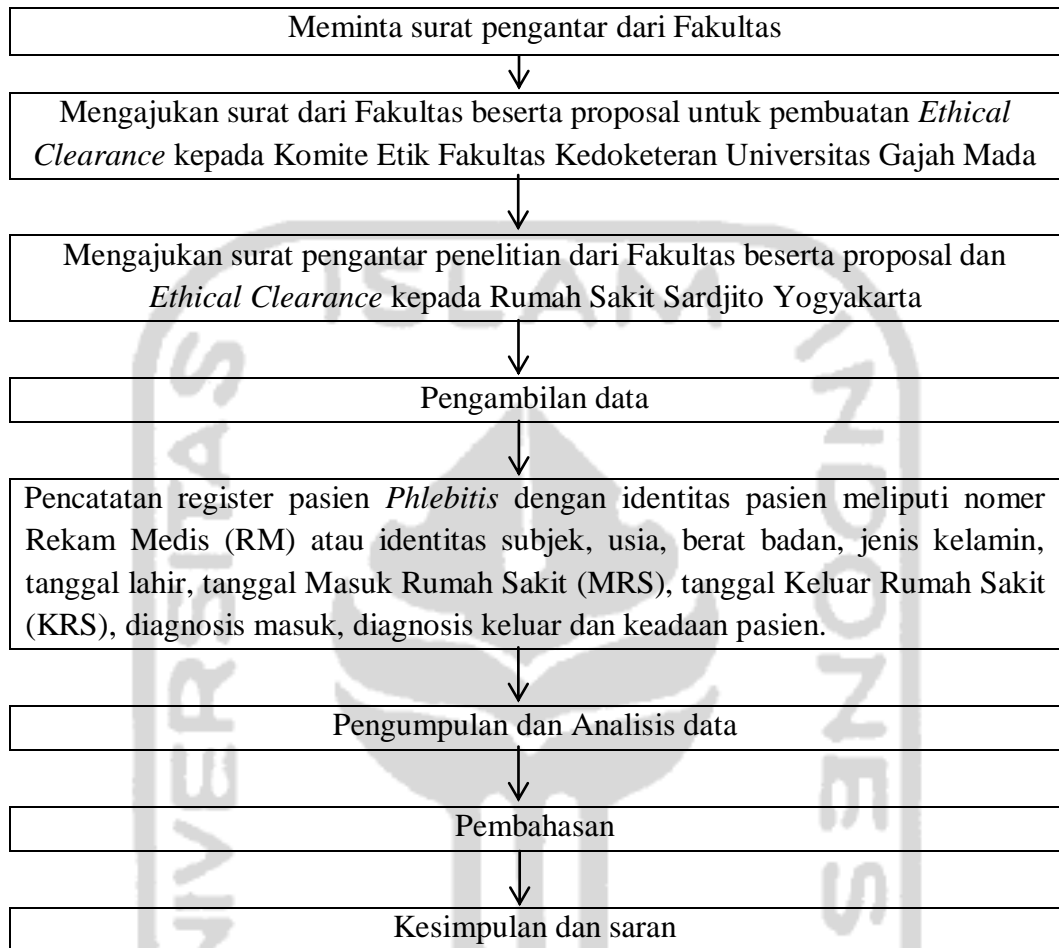 Meminta surat pengantar dari Fakultas
Mengajukan surat dari Fakultas beserta proposal untuk pembuatan Ethical
Clearance kepada Komite Etik Fakultas Kedoketeran Universitas Gajah Mada
Mengajukan surat pengantar penelitian dari Fakultas beserta proposal dan
Ethical Clearance kepada Rumah Sakit Sardjito Yogyakarta
Pengambilan data
Pencatatan register pasien Phlebitis dengan identitas pasien meliputi nomer
Rekam Medis (RM) atau identitas subjek, usia, berat badan, jenis kelamin,
tanggal lahir, tanggal Masuk Rumah Sakit (MRS), tanggal Keluar Rumah Sakit
(KRS), diagnosis masuk, diagnosis keluar dan keadaan pasien.
Pengumpulan dan Analisis data
Pembahasan
Kesimpulan dan saran
ISLAM
UNIVERSITAS
INDONES